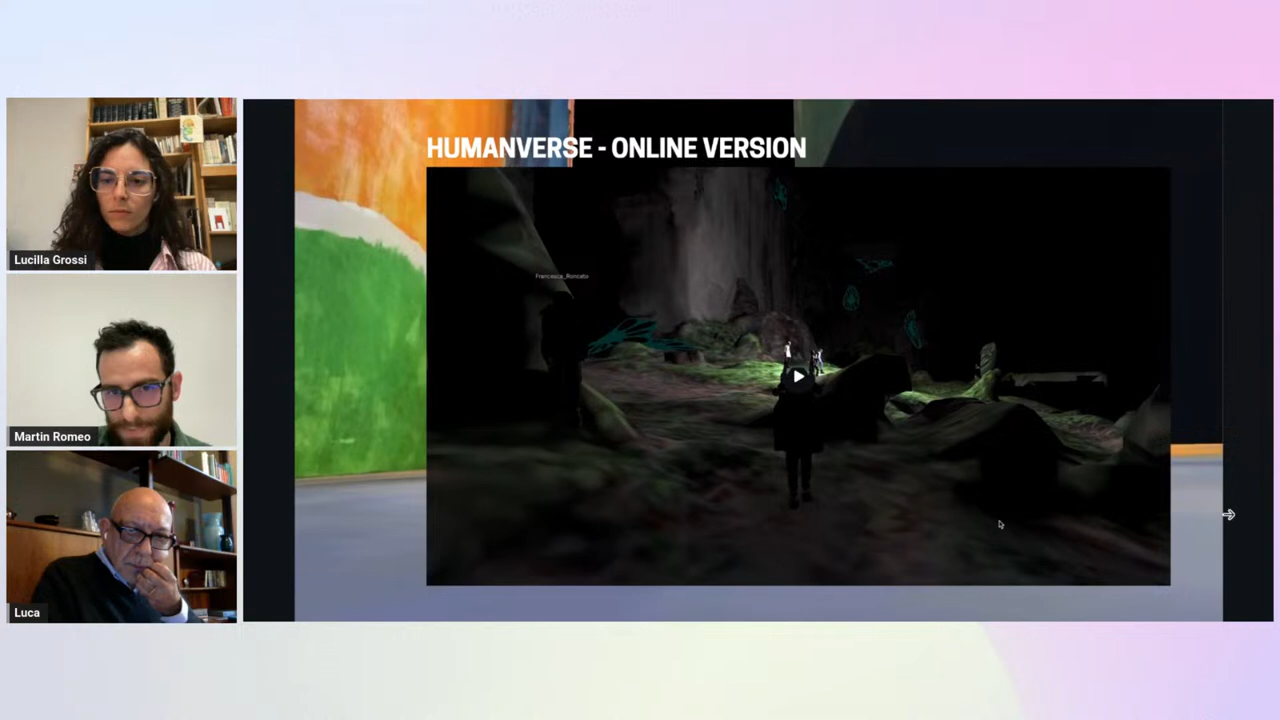 HUMANVERSE - ONLINE VERSION
Francesca_Roncato
Lucilla Grossi
Martin Romeo
Luca